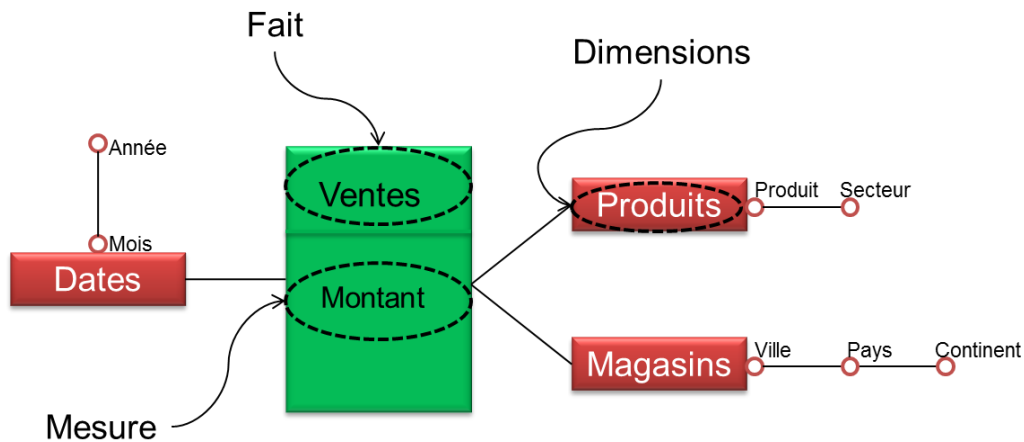 Fait
Dimensions
Année
Ventes
Produits
Produit
Secteur
Mois
Dates
Montant
Magasins
Ville
Pays
Continent
Mesure